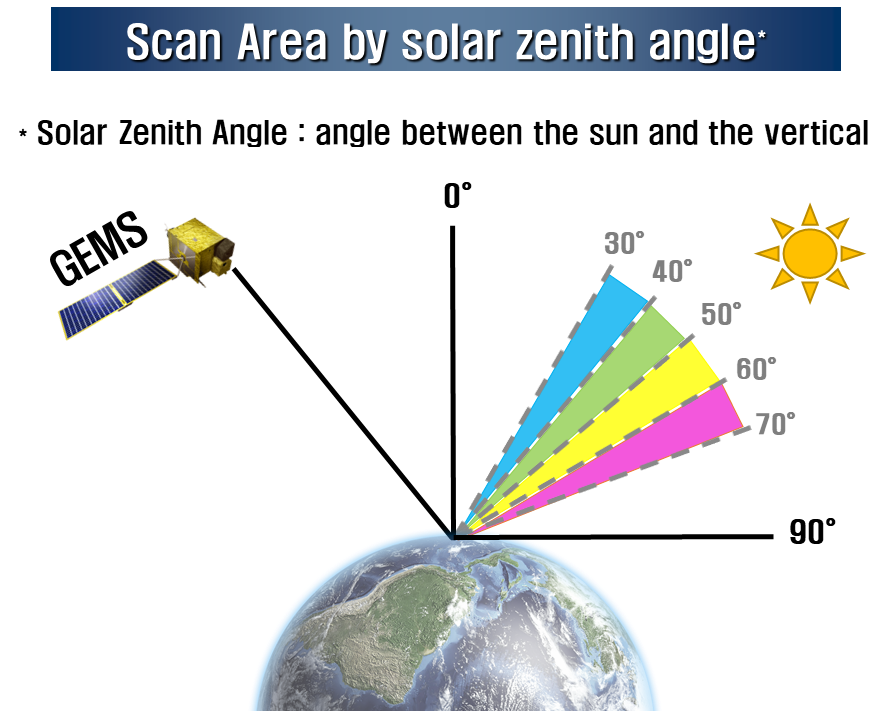 Scan Area by solar zenith angle*
* Solar Zenith Angle : angle between the sun and the vertical
0°
GEMS
30°
40°
50°
60°
70°
90°